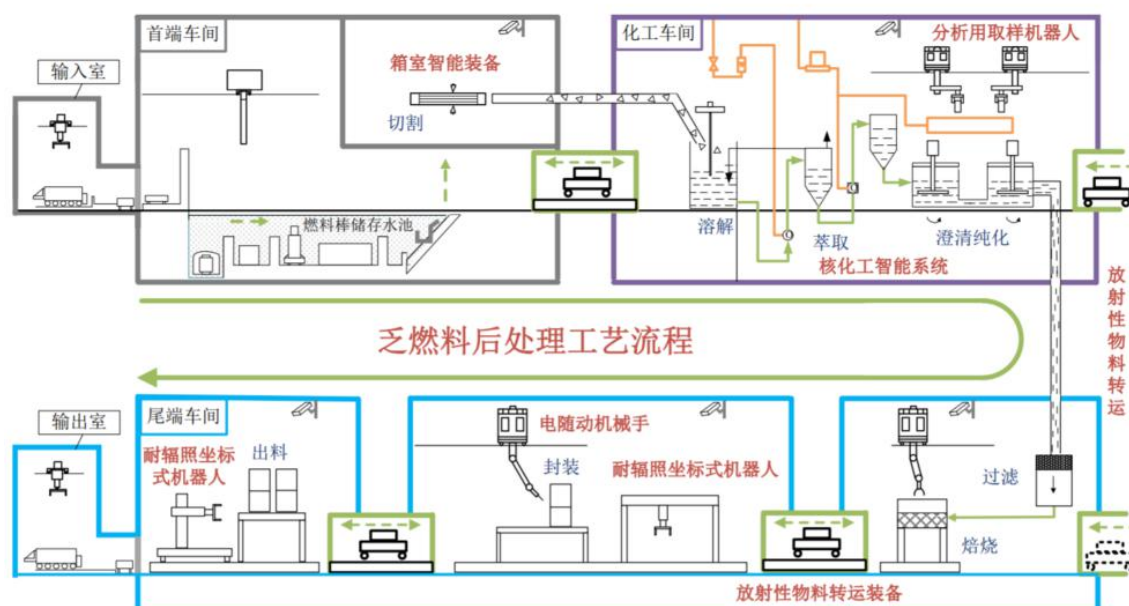 首端车间
化工车间
分析用取样机器人
输入室
箱室智能装备
切割
燃料棒储存水池
溶解
萃取
澄清纯化
核化工智能系统
放射性物料转运
乏燃料后处理工艺流程
输出室
尾端车间
电随动机械手
耐辐照坐标
式机器人
出料
封装
耐辐照坐标式机器人
过滤
焙烧
放射性物料转运装备